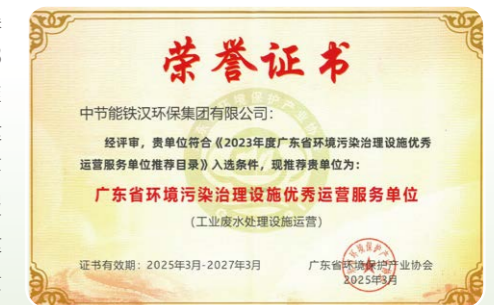 荣誉证书
中节能铁汉环保集团有限公司：
经评审，贵单位符合《2023年度广东省环境污染治理设施优秀
运营服务单位推荐目录》入选条件，现推荐贵单位为：
广东省环境污染治理设施优秀运营服务单位
（工业废水处理设施运营）
证书有效期：2025年3月-2027年3月
广东省环境保护产业协会
2025年3月